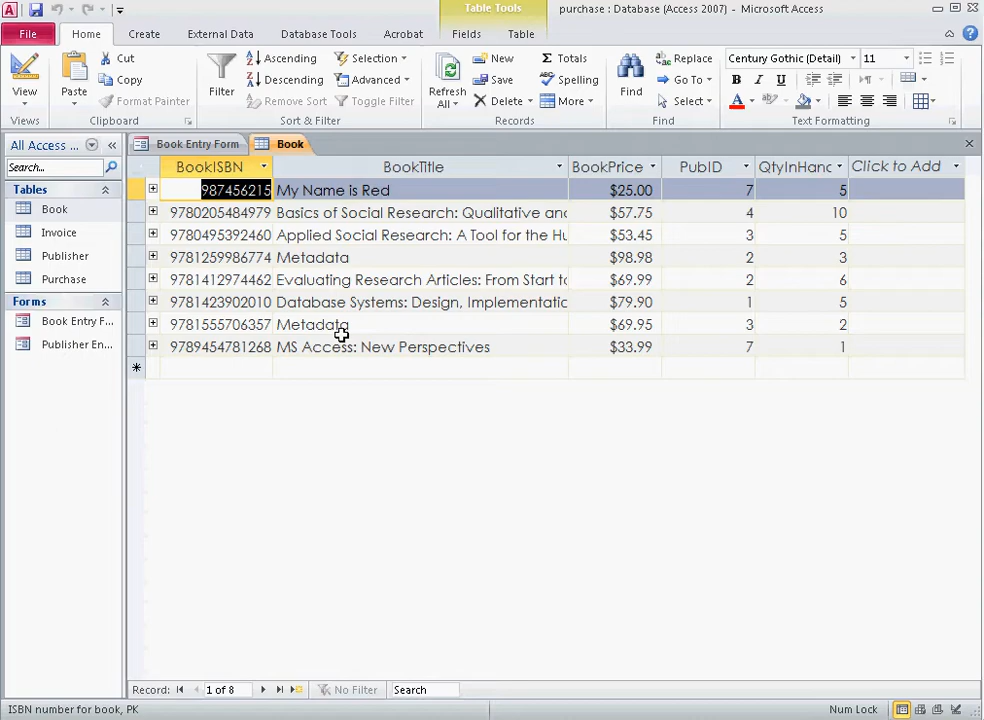 Table Tools
purchase : Database (Access 2007) - Microsoft Access
File Home Create External Data Database Tools Acrobat Fields Table
View
Views
Paste
Cut
Copy
Format Painter
Clipboard
Filter
Ascending
Descending
Remove Sort
Selection
Advanced
Toggle Filter
Sort & Filter
Refresh
All
New
Save
Delete
Totals
Spelling
More
Records
Find
Replace
Go To
Select
Find
Century Gothic (Detail) 11
B I U
A ab
Text Formatting
All Access ... «
Search...
Tables
Book
Invoice
Publisher
Purchase
Forms
Book Entry F...
Publisher En...
Book Entry Form Book
BookISBN BookTitle BookPrice PubID QtyInHanc Click to Add
987456215 My Name is Red $25.00 7 5
9780205484979 Basics of Social Research: Qualitative anc $57.75 4 10
9780495392460 Applied Social Research: A Tool for the Hu $53.45 3 5
9781259986774 Metadata $98.98 2 3
9781412974462 Evaluating Research Articles: From Start tc $69.99 2 6
9781423902010 Database Systems: Design, Implementatic $79.90 1 5
9781555706357 Metadata $69.95 3 2
9789454781268 MS Access: New Perspectives $33.99 7 1
Record: 1 of 8 No Filter Search
ISBN number for book, PK Num Lock